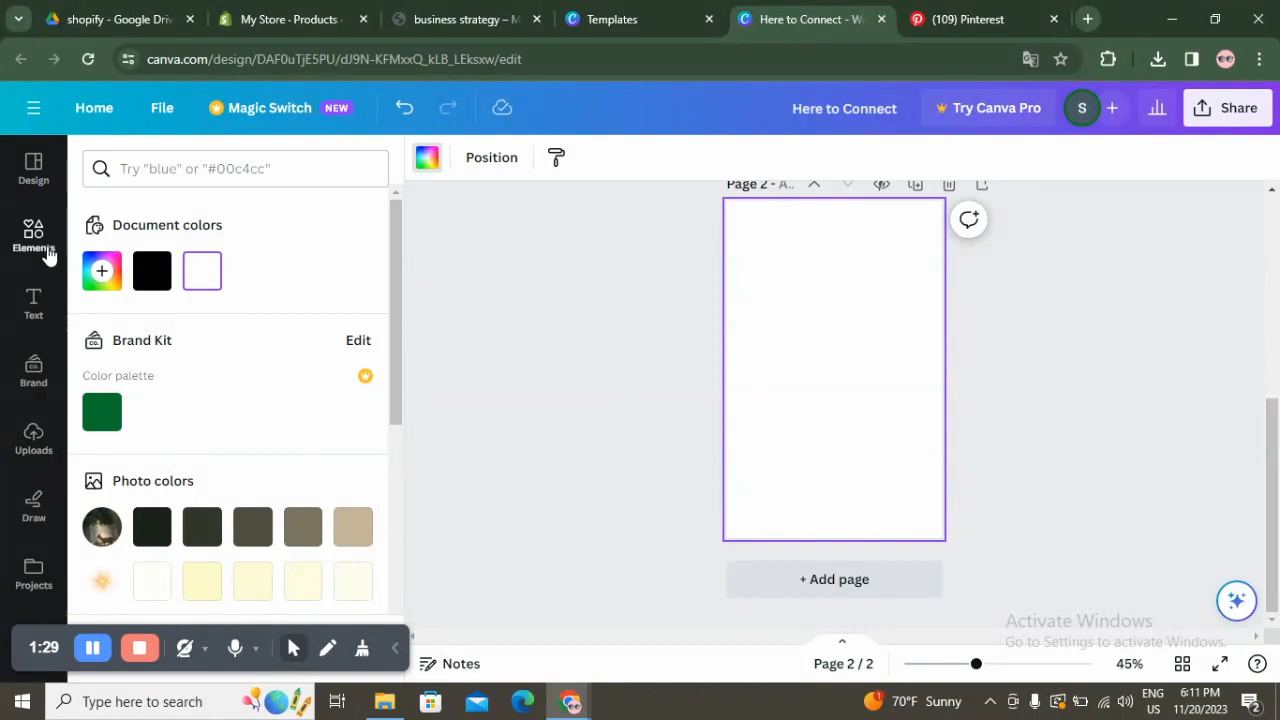 shopify - Google Driv
My Store · Products ·
business strategy – M
Templates
Here to Connect - Wa
(109) Pinterest
canva.com/design/DAF0uTjE5PU/dJ9N-KFMxxQ_kLB_LEksxw/edit
Home
File
Magic Switch
NEW
Here to Connect
Try Canva Pro
S
Share
Design
Elements
Text
Brand
Uploads
Draw
Projects
Try "blue" or "#00c4cc"
Document colors
Brand Kit
Edit
Color palette
Photo colors
Position
Page 2 - A..
+ Add page
1:29
Notes
Page 2 / 2
45%
Activate Windows
Go to Settings to activate Windows.
Type here to search
70°F Sunny
ENG
US
6:11 PM
11/20/2023
2